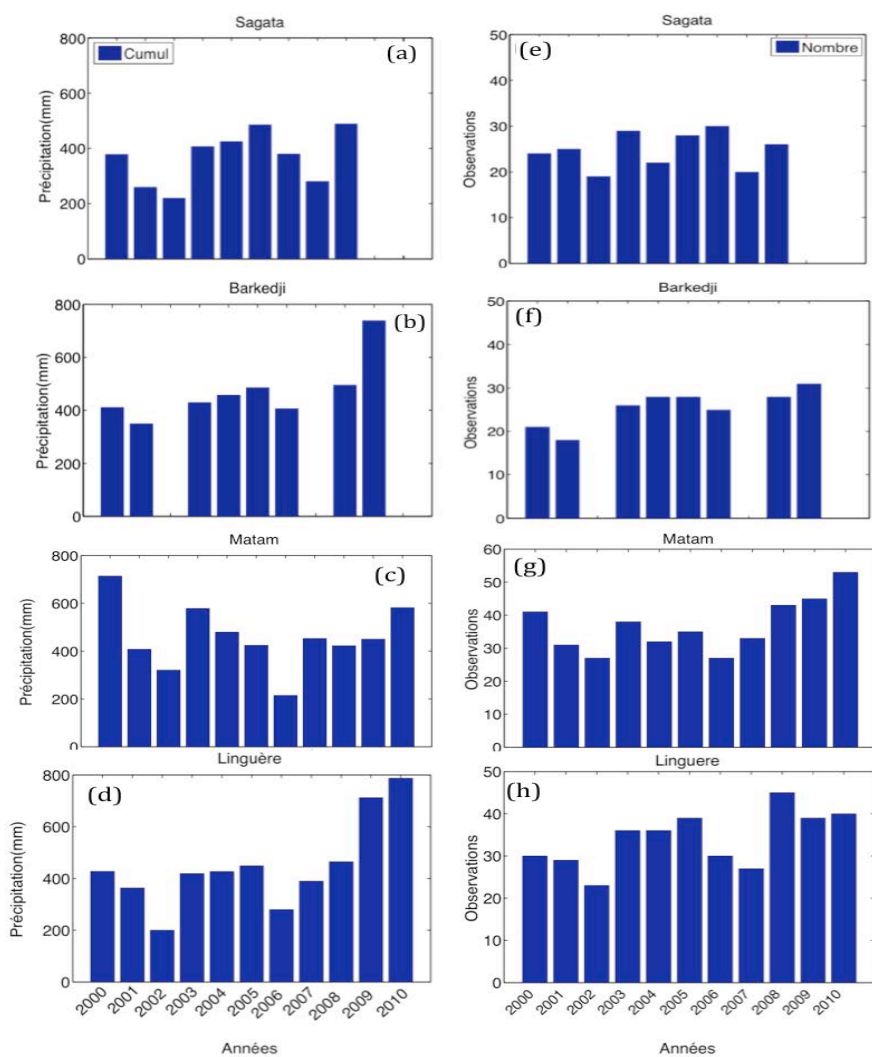 Sagata
800
600
400
200
0
Précipitation(mm)
Cumul
(a)
Sagata
50
40
30
20
10
0
Observations
(e)
Nombre
Barkedji
800
600
400
200
0
Précipitation(mm)
(b)
Barkedji
50
40
30
20
10
0
Observations
(f)
Matam
800
600
400
200
0
Précipitation(mm)
(c)
Matam
60
50
40
30
20
10
0
Observations
(g)
Linguère
800
600
400
200
0
Précipitation(mm)
(d)
2000 2001 2002 2003 2004 2005 2006 2007 2008 2009 2010
Années
Linguere
50
40
30
20
10
0
Observations
(h)
2000 2001 2002 2003 2004 2005 2006 2007 2008 2009 2010
Années